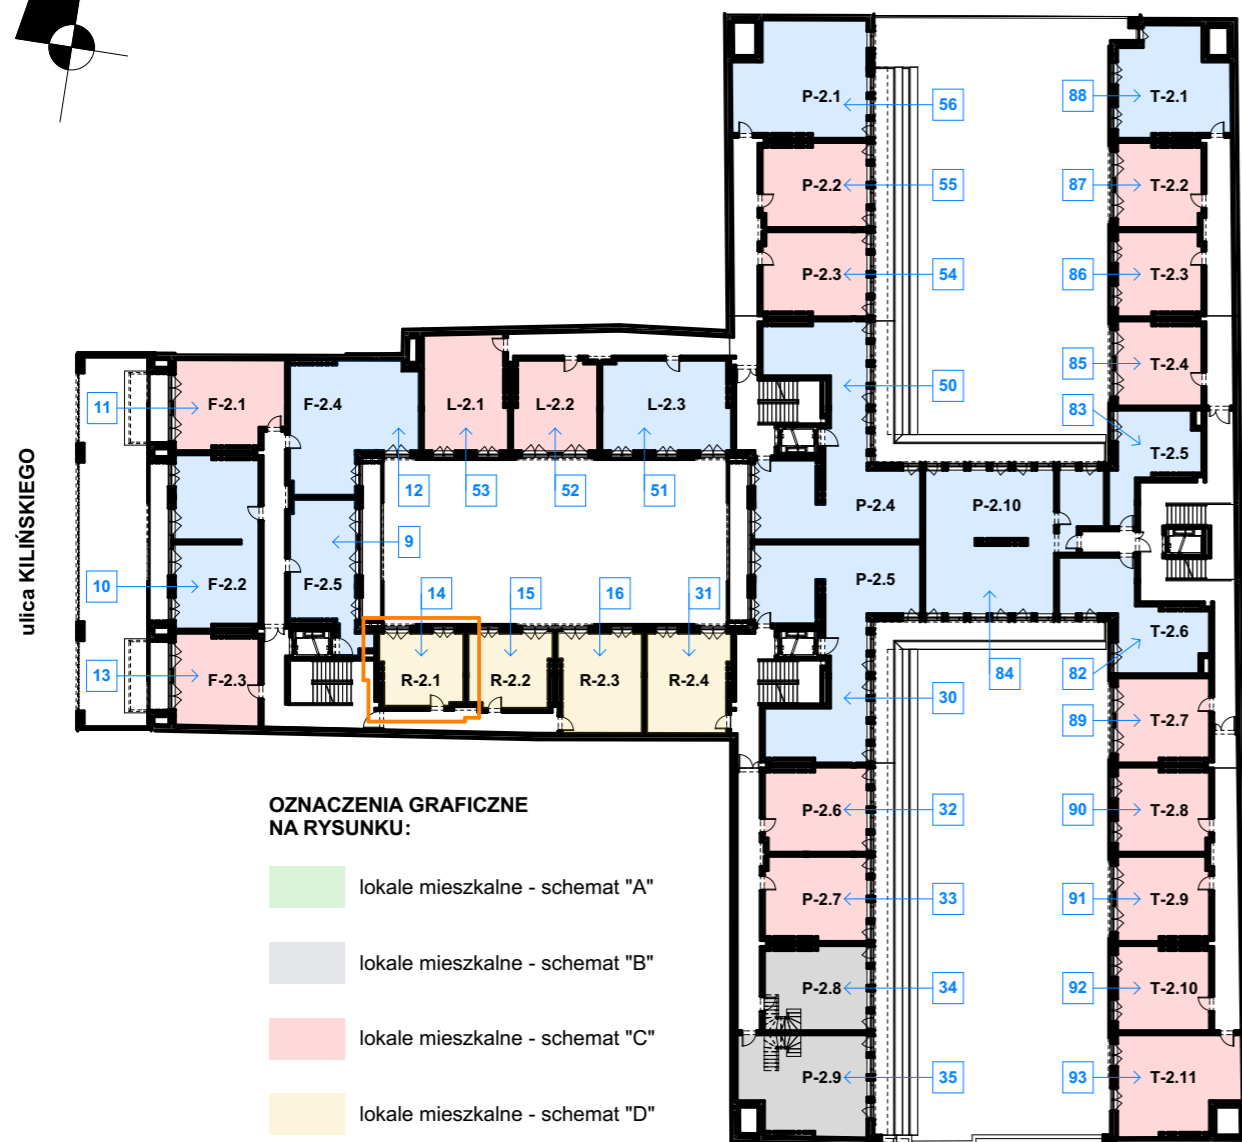 P-2.1
56
88
T-2.1
P-2.2
55
87
T-2.2
P-2.3
54
86
T-2.3
50
85
T-2.4
11
F-2.1
F-2.4
L-2.1
L-2.2
L-2.3
83
T-2.5
12
53
52
51
ulica KILIŃSKIEGO
P-2.4
P-2.10
9
10
F-2.2
F-2.5
14
15
16
31
P-2.5
T-2.6
13
F-2.3
R-2.1
R-2.2
R-2.3
R-2.4
30
84
82
89
T-2.7
OZNACZENIA GRAFICZNE
NA RYSUNKU:
P-2.6
32
90
T-2.8
lokale mieszkalne - schemat "A"
P-2.7
33
91
T-2.9
lokale mieszkalne - schemat "B"
P-2.8
34
92
T-2.10
lokale mieszkalne - schemat "C"
P-2.9
35
93
T-2.11
lokale mieszkalne - schemat "D"